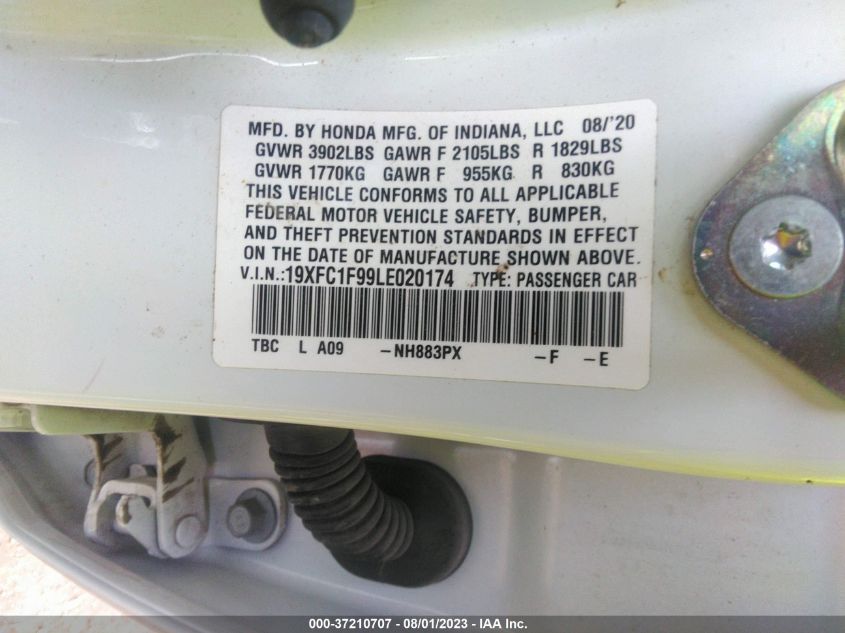 MFD. BY HONDA MFG. OF INDIANA, LLC 08/'20
GVWR 3902LBS GAWR F 2105LBS R 1829LBS
GVWR 1770KG GAWR F 955KG R 830KG
THIS VEHICLE CONFORMS TO ALL APPLICABLE
FEDERAL MOTOR VEHICLE SAFETY, BUMPER,
AND THEFT PREVENTION STANDARDS IN EFFECT
ON THE DATE OF MANUFACTURE SHOWN ABOVE.
V.I.N.:19XFC1F99LE020174 TYPE: PASSENGER CAR
TBC L A09 -NH883PX -F -E
000-37210707 - 08/01/2023 - IAA Inc.